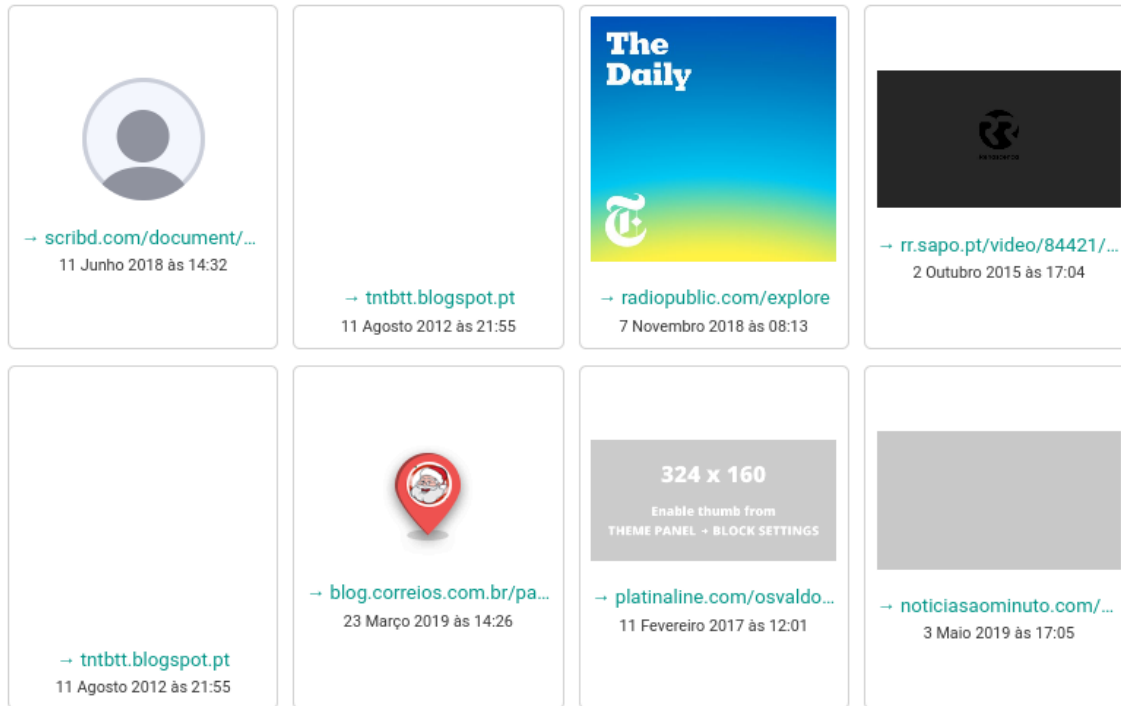 The
Daily
→ scribd.com/document/...
11 Junho 2018 às 14:32
→ tntbtt.blogspot.pt
11 Agosto 2012 às 21:55
→ radiopublic.com/explore
7 Novembro 2018 às 08:13
→ rr.sapo.pt/video/84421/...
2 Outubro 2015 às 17:04
324 x 160
Enable thumb from
THEME PANEL → BLOCK SETTINGS
→ tntbtt.blogspot.pt
11 Agosto 2012 às 21:55
→ blog.correios.com.br/pa...
23 Março 2019 às 14:26
→ platinaline.com/osvaldo...
11 Fevereiro 2017 às 12:01
→ noticiasaominuto.com/...
3 Maio 2019 às 17:05